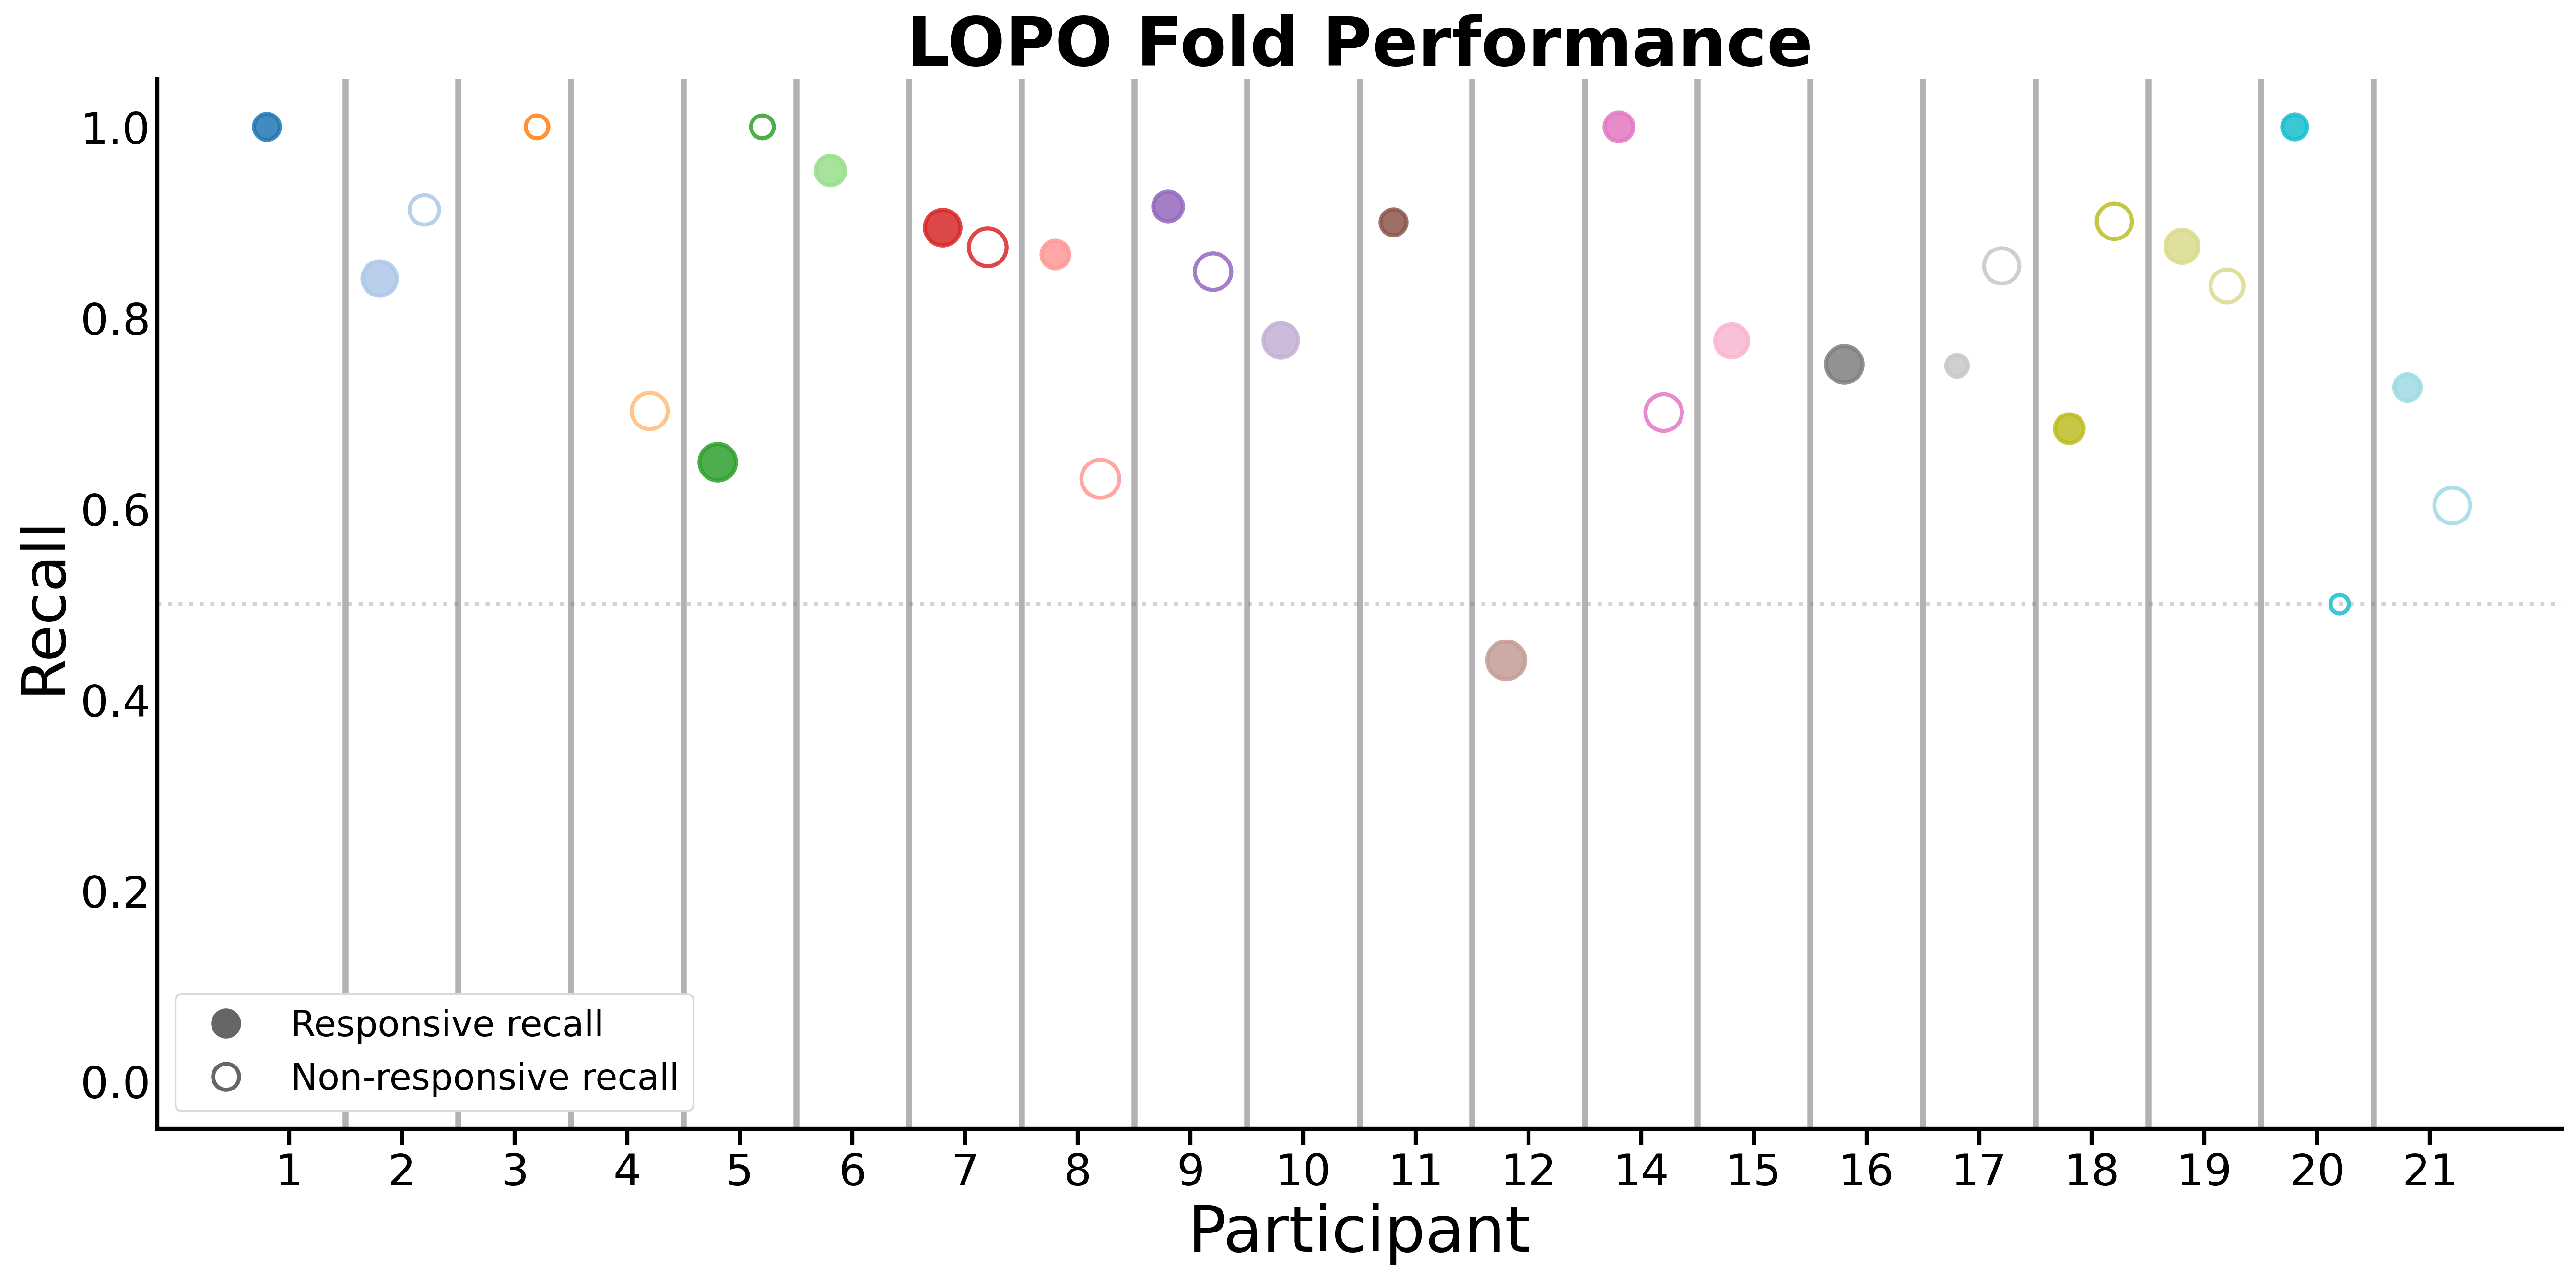 LOPO Fold Performance
Recall
1.0
0.8
0.6
0.4
0.2
0.0
Responsive recall
Non-responsive recall
1 2 3 4 5 6 7 8 9 10 11 12 14 15 16 17 18 19 20 21
Participant